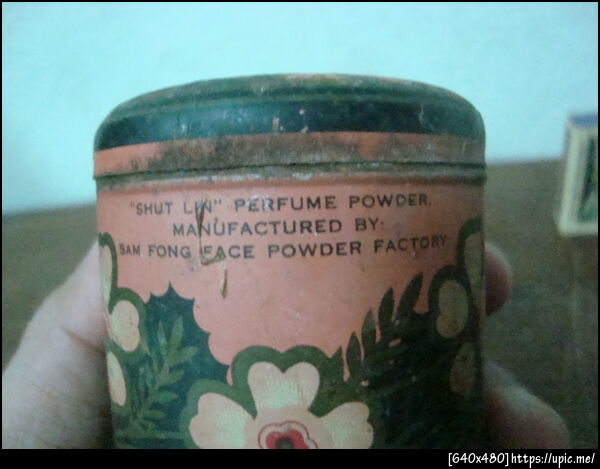 "SHUT LIN" PERFUME POWDER.
MANUFACTURED BY:
SAM FONG FACE POWDER FACTORY
[640x480]https://upic.me/